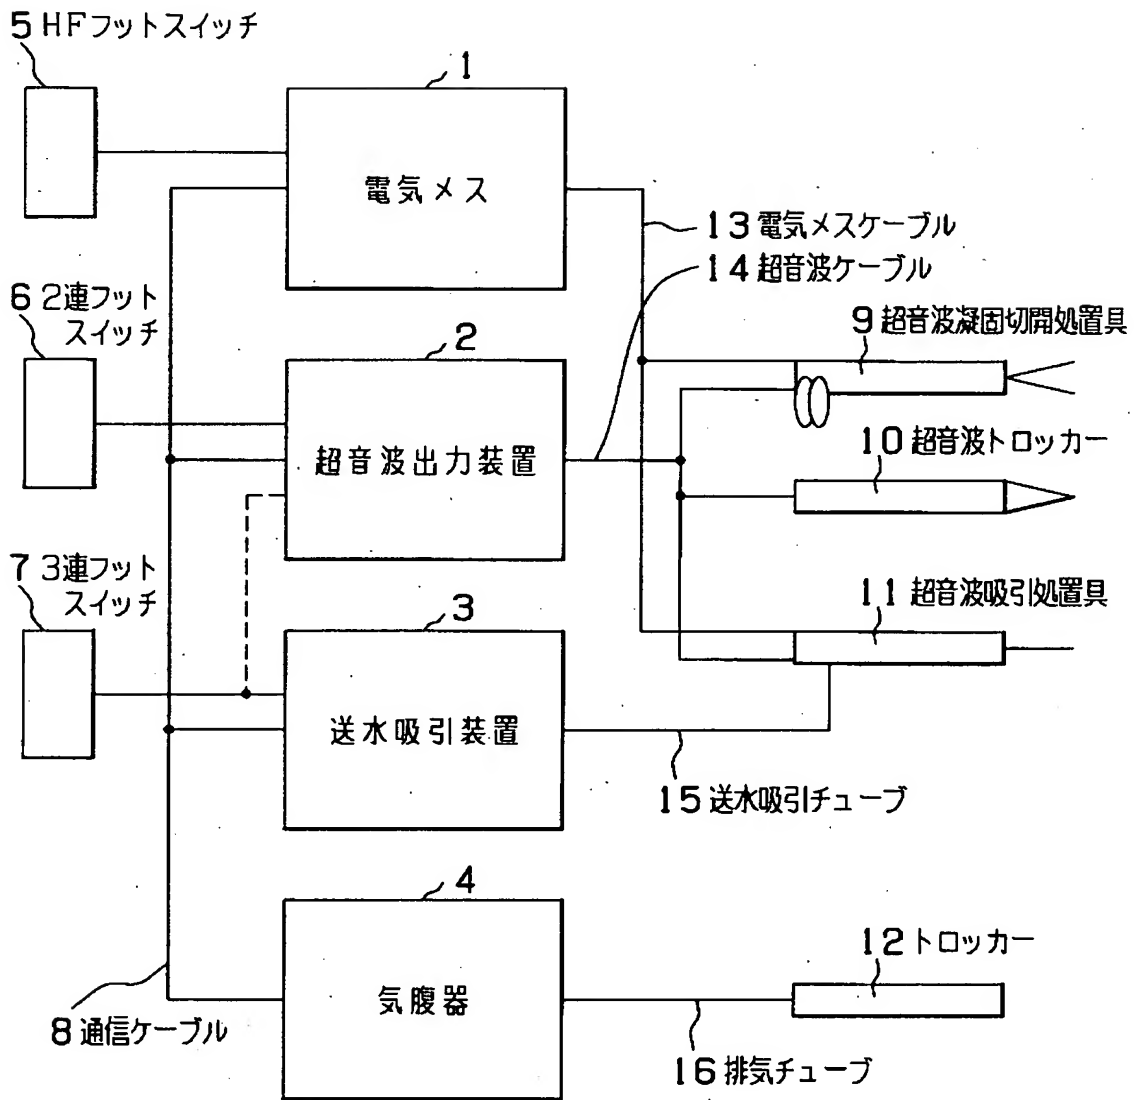 5 HFフットスイッチ
1
電気メス
13 電気メスケーブル
14 超音波ケーブル
6 2連フット
スイッチ
2
超音波出力装置
9 超音波凝固切開処置具
10 超音波トロッカー
7 3連フット
スイッチ
3
送水吸引装置
11 超音波吸引処置具
15 送水吸引チューブ
4
気腹器
12 トロッカー
8 通信ケーブル
16 排気チューブ